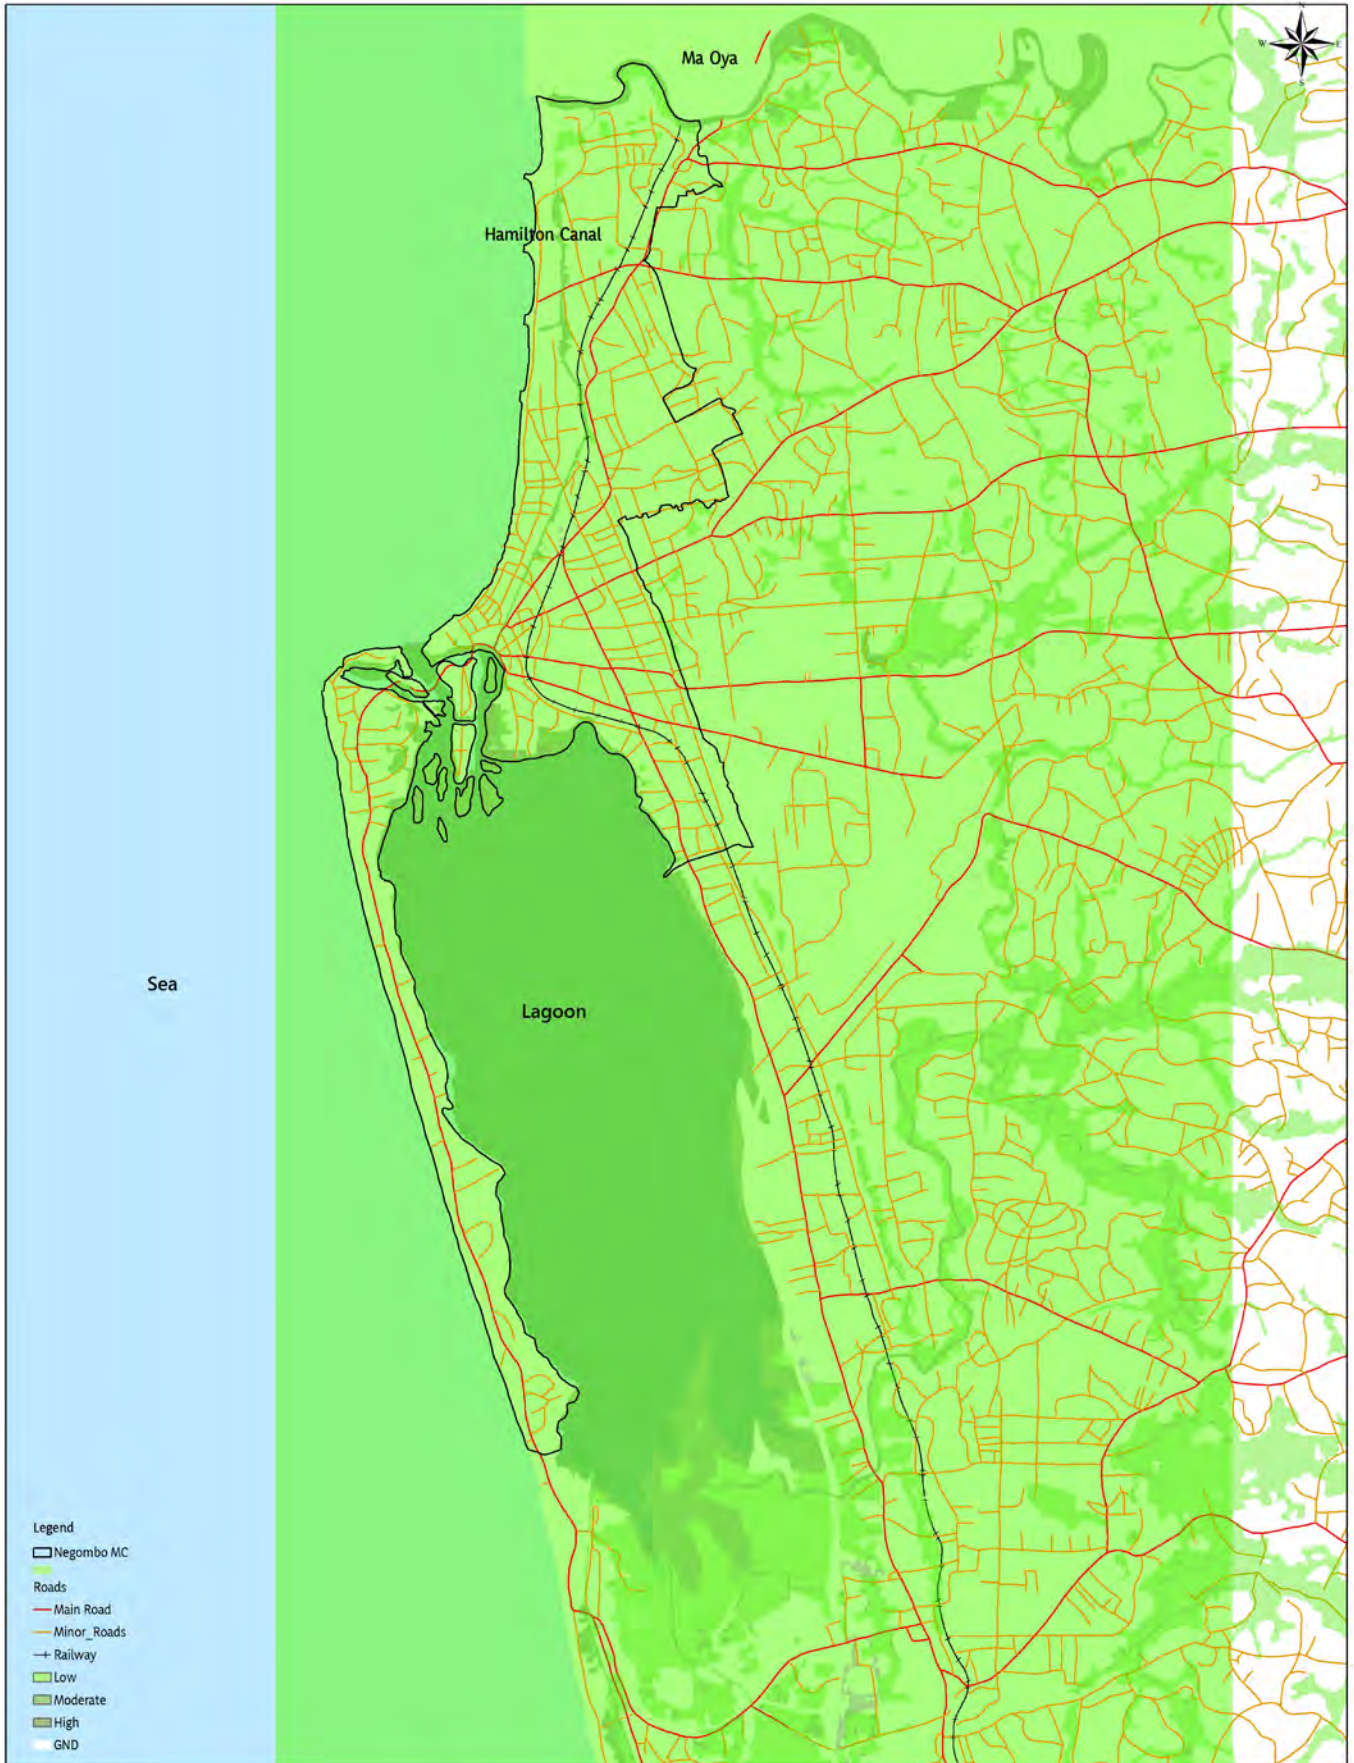 N
W E
S
Ma Oya
Hamilton Canal
Sea
Lagoon
Legend
Negombo MC
Roads
Main Road
Minor_Roads
Railway
Low
Moderate
High
GND